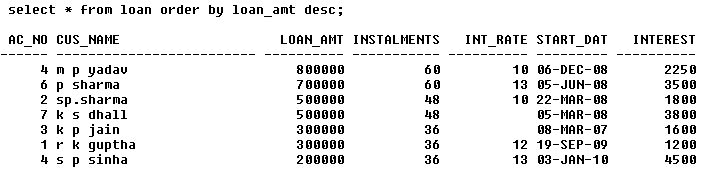 select * from loan order by loan_amt desc;
AC_NO CUS_NAME LOAN_AMT INSTALMENTS INT_RATE START_DAT INTEREST
------ ------------------------- ---------- ----------- ---------- --------- ----------
4 m p yadav 800000 60 10 06-DEC-08 2250
6 p sharma 700000 60 13 05-JUN-08 3500
2 sp.sharma 500000 48 10 22-MAR-08 1800
7 k s dhall 500000 48 05-MAR-08 3800
3 k p jain 300000 36 08-MAR-07 1600
1 r k guptha 300000 36 12 19-SEP-09 1200
4 s p sinha 200000 36 13 03-JAN-10 4500